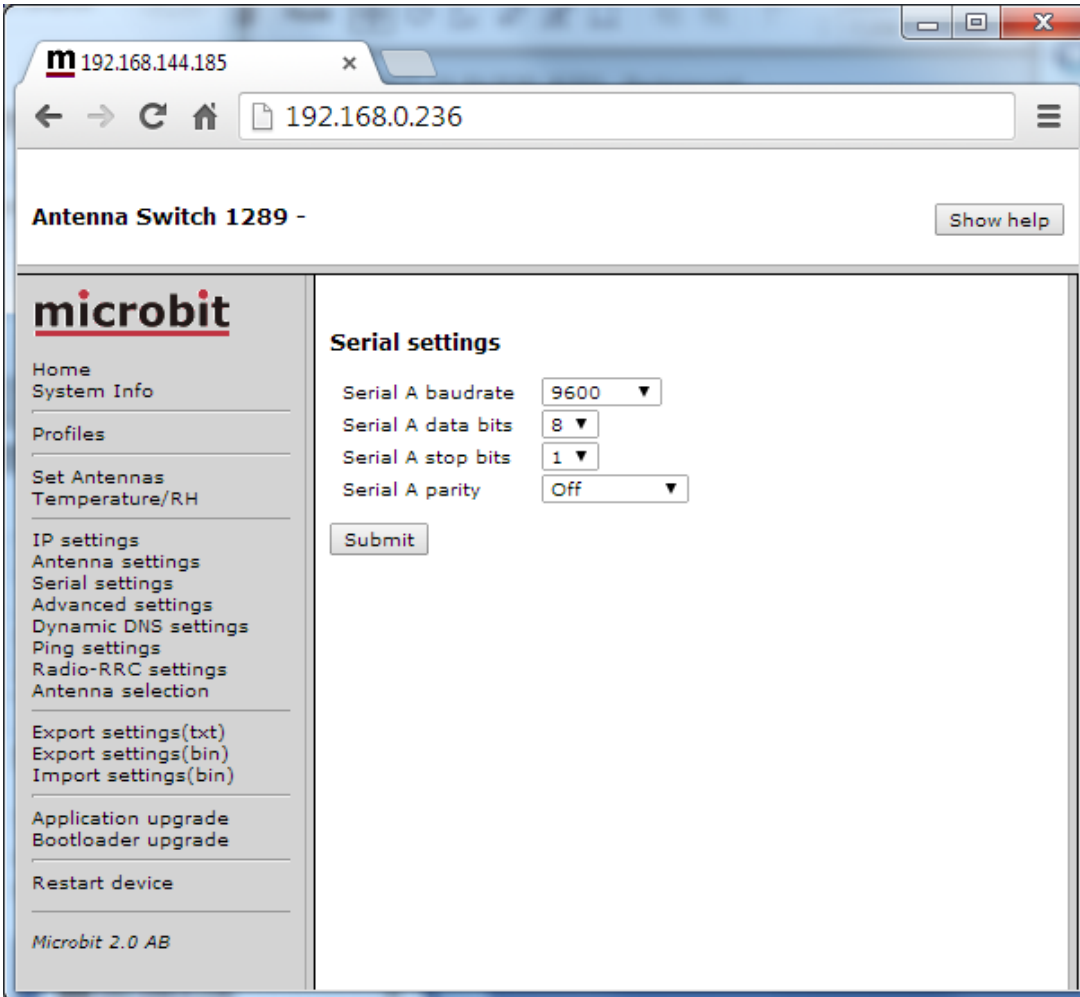 m 192.168.144.185
192.168.0.236
Antenna Switch 1289 -
Show help
microbit
Home
System Info
Profiles
Set Antennas
Temperature/RH
IP settings
Antenna settings
Serial settings
Advanced settings
Dynamic DNS settings
Ping settings
Radio-RRC settings
Antenna selection
Export settings(txt)
Export settings(bin)
Import settings(bin)
Application upgrade
Bootloader upgrade
Restart device
Microbit 2.0 AB
Serial settings
Serial A baudrate 9600
Serial A data bits 8
Serial A stop bits 1
Serial A parity Off
Submit